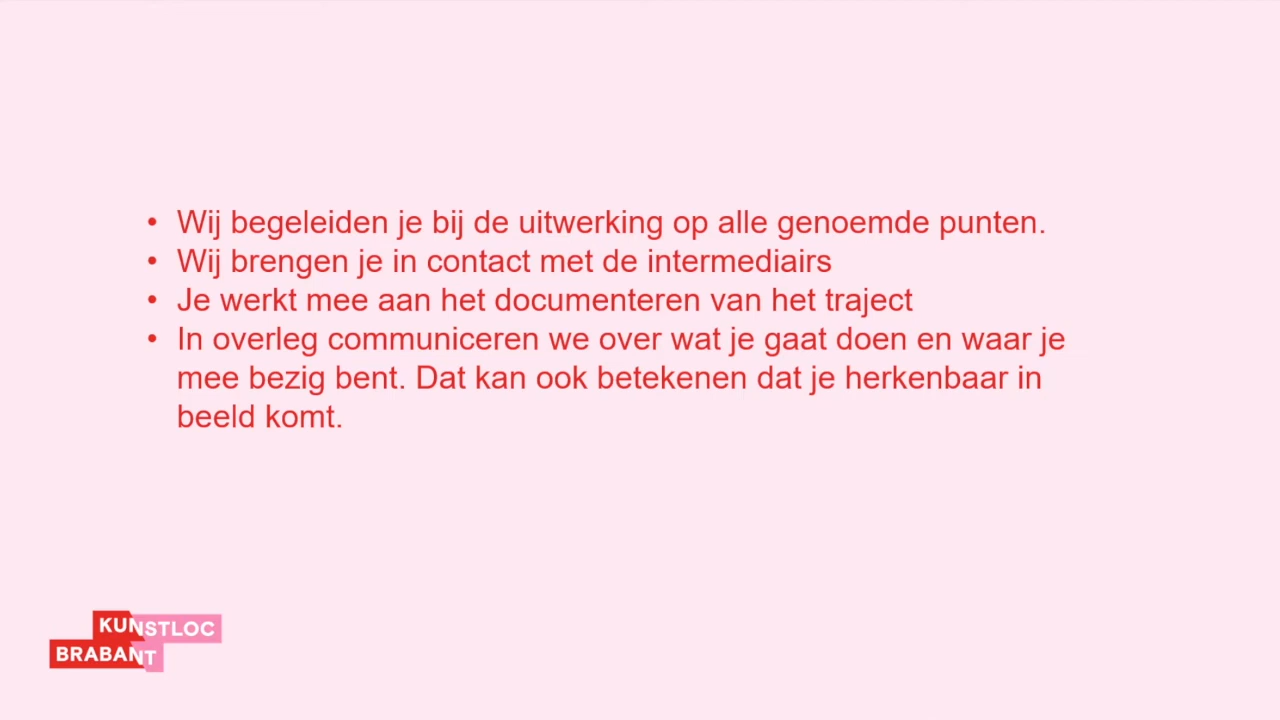 • Wij begeleiden je bij de uitwerking op alle genoemde punten.
• Wij brengen je in contact met de intermediairs
• Je werkt mee aan het documenteren van het traject
• In overleg communiceren we over wat je gaat doen en waar je
mee bezig bent. Dat kan ook betekenen dat je herkenbaar in
beeld komt.
KUNSTLOC
BRABANT